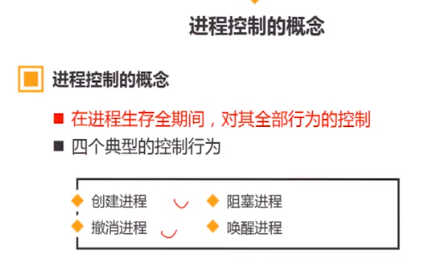 进程控制的概念
进程控制的概念
在进程生存全期间，对其全部行为的控制
四个典型的控制行为
创建进程 阻塞进程
撤消进程 唤醒进程